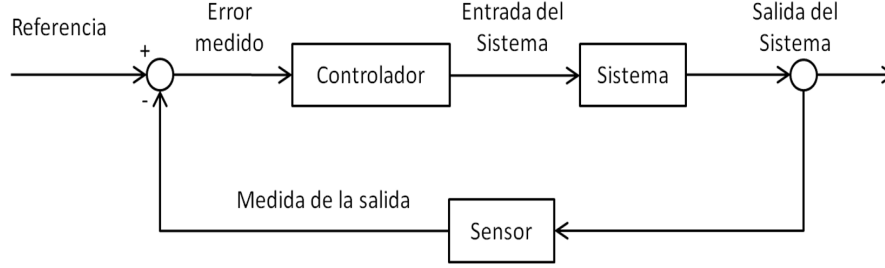 Referencia
Error
medido
Entrada del
Sistema
Salida del
Sistema
+
-
Controlador
Sistema
Medida de la salida
Sensor